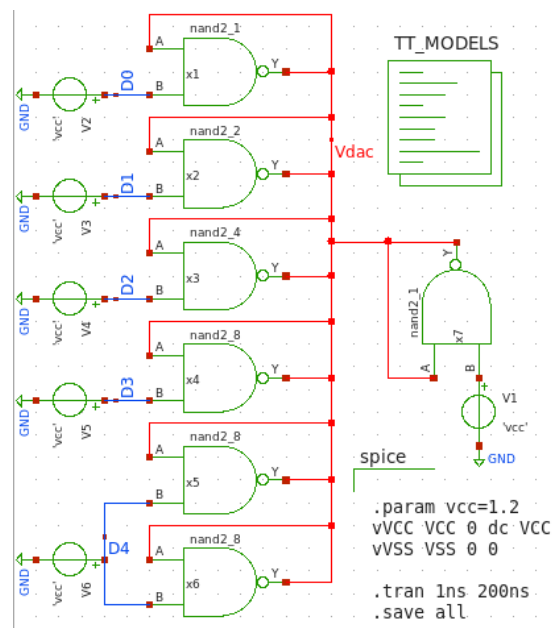 nand2_1
A
Y
x1
B
D0
GND
'vcc'
V2
+
nand2_2
A
Y
x2
B
D1
GND
'vcc'
V3
+
Vdac
nand2_4
A
Y
x3
B
D2
GND
'vcc'
V4
+
nand2_8
A
Y
x4
B
D3
GND
'vcc'
V5
+
nand2_8
A
Y
x5
B
nand2_8
A
Y
x6
B
D4
GND
'vcc'
V6
+
TT_MODELS
Y
nand2_1
x7
A
B
+
V1
'vcc'
GND
spice
.param vcc=1.2
vVCC VCC 0 dc VCC
vVSS VSS 0 0
.tran 1ns 200ns
.save all